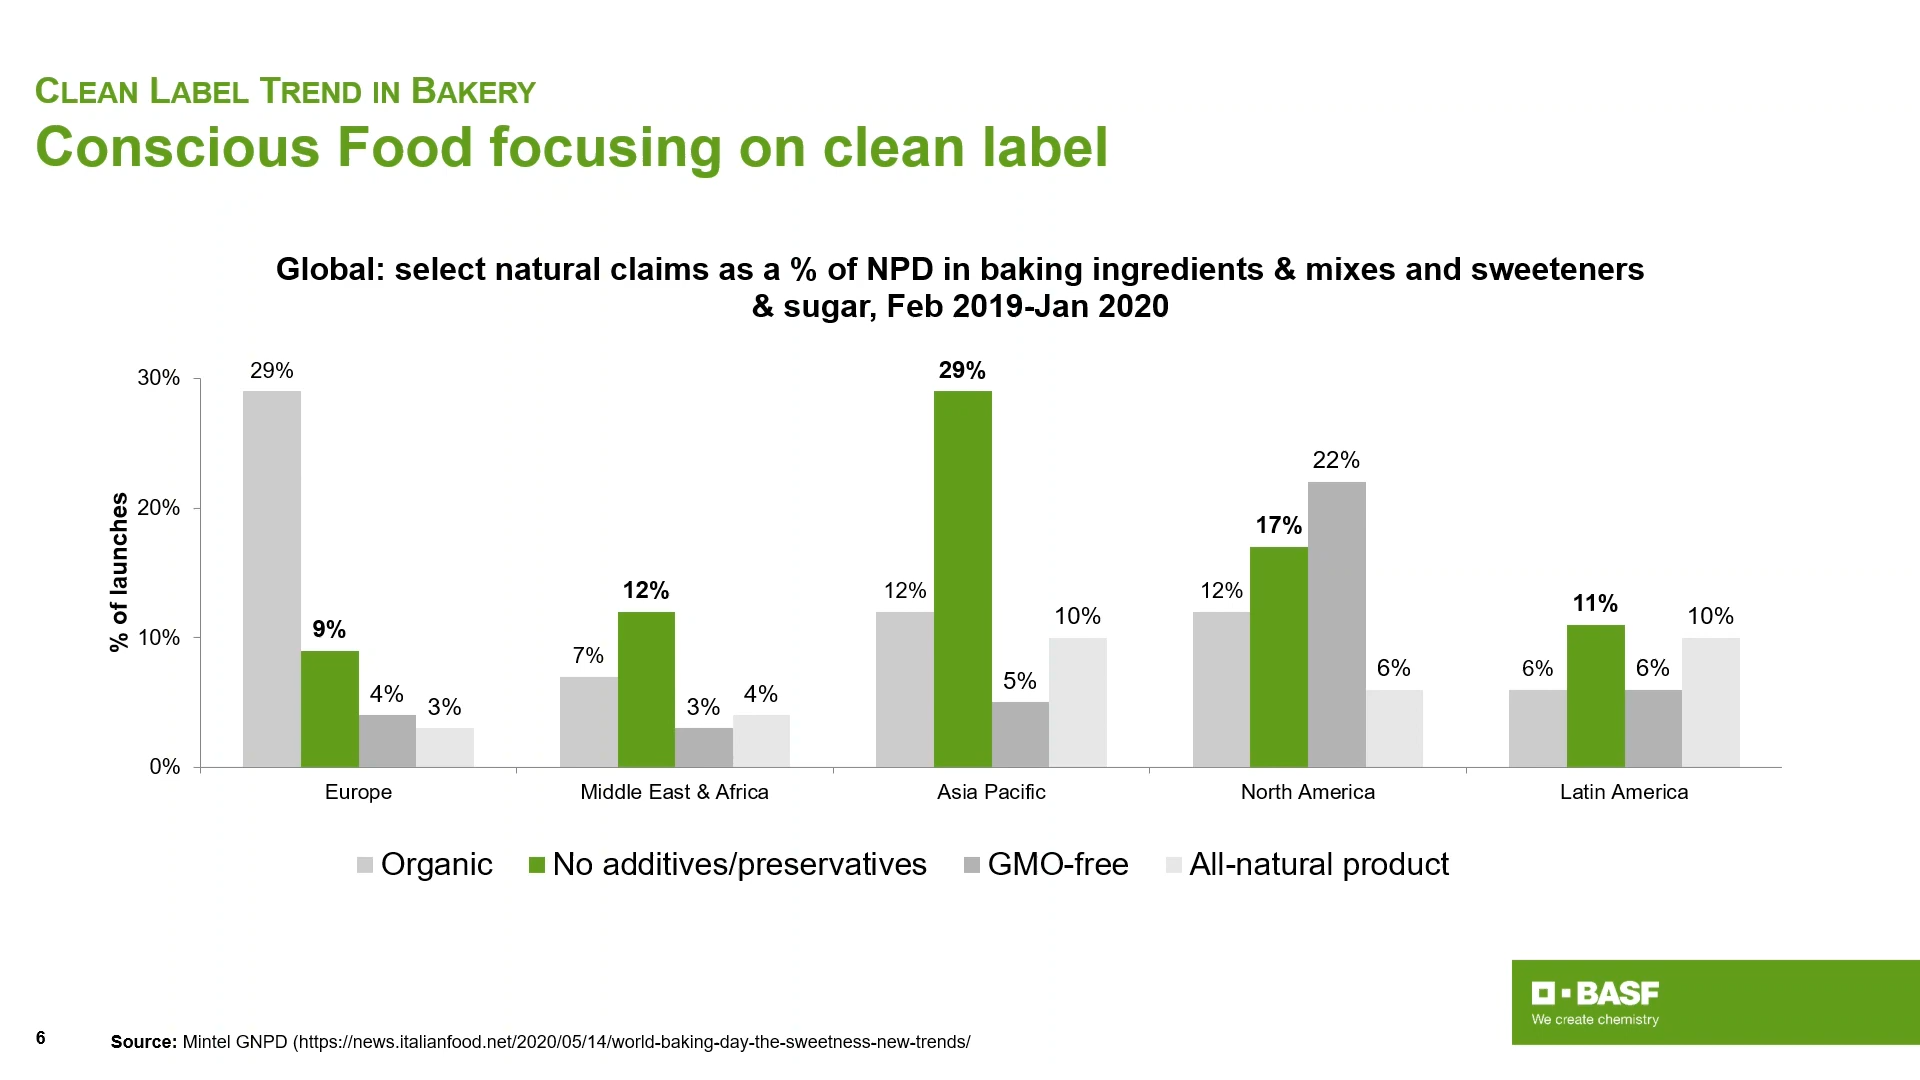 CLEAN LABEL TREND IN BAKERY
Conscious Food focusing on clean label
Global: select natural claims as a % of NPD in baking ingredients & mixes and sweeteners
& sugar, Feb 2019-Jan 2020
% of launches
30%
20%
10%
0%
29%
9%
4%
3%
7%
12%
3%
4%
12%
29%
5%
10%
12%
17%
22%
6%
6%
11%
6%
10%
Europe
Middle East & Africa
Asia Pacific
North America
Latin America
Organic
No additives/preservatives
GMO-free
All-natural product
BASF
We create chemistry
6
Source: Mintel GNPD (https://news.italianfood.net/2020/05/14/world-baking-day-the-sweetness-new-trends/